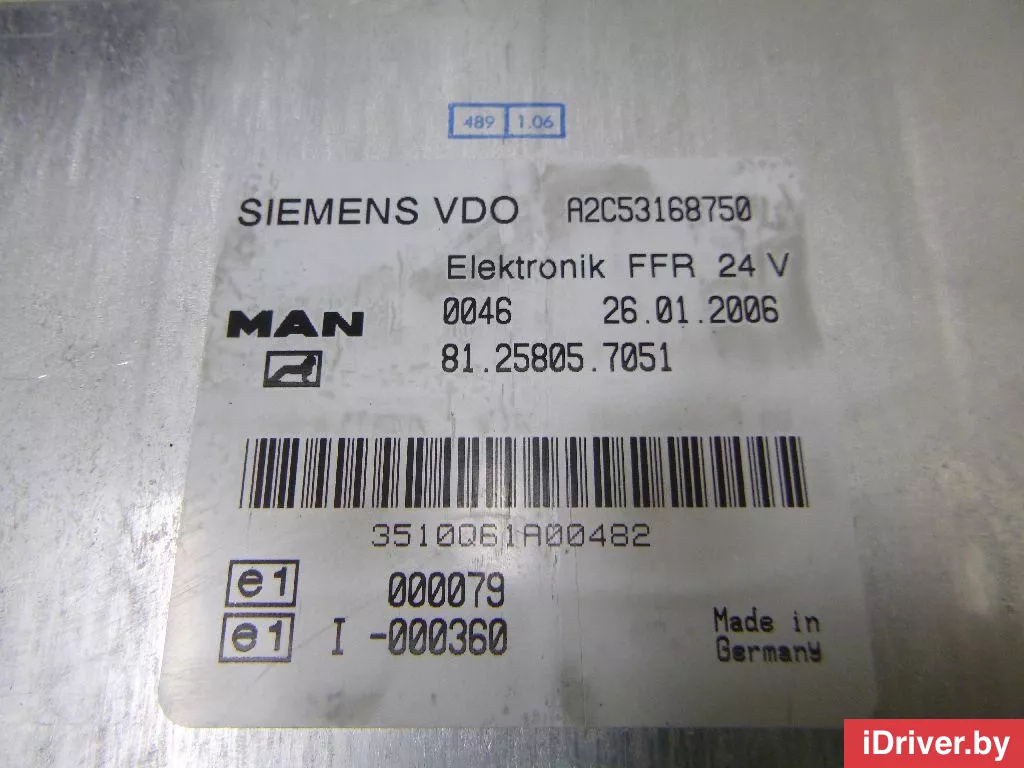 489 1.06
SIEMENS VDO A2C53168750
Elektronik FFR 24 V
MAN 0046 26.01.2006
81.25805.7051
3510Q61A00482
e1 000079
e1 I -000360
Made in
Germany
iDriver.by